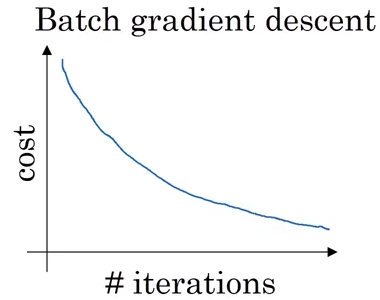 Batch gradient descent
cost
# iterations